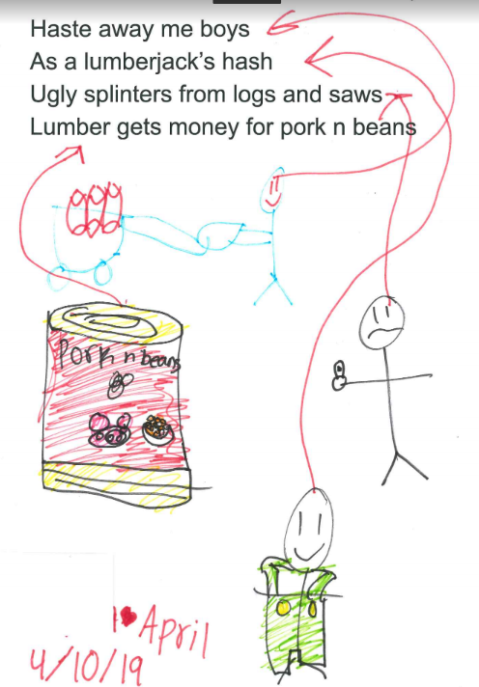 Haste away me boys
As a lumberjack's hash
Ugly splinters from logs and saws
Lumber gets money for pork n beans
Pork n beans
April
4/10/19